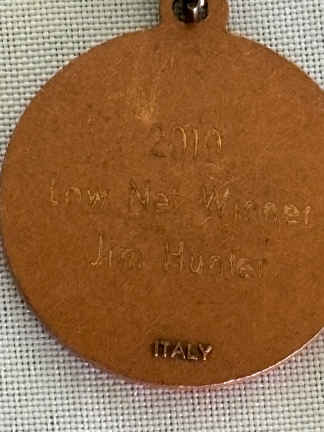 2010
Low Net Winner
Jim Hunter
ITALY